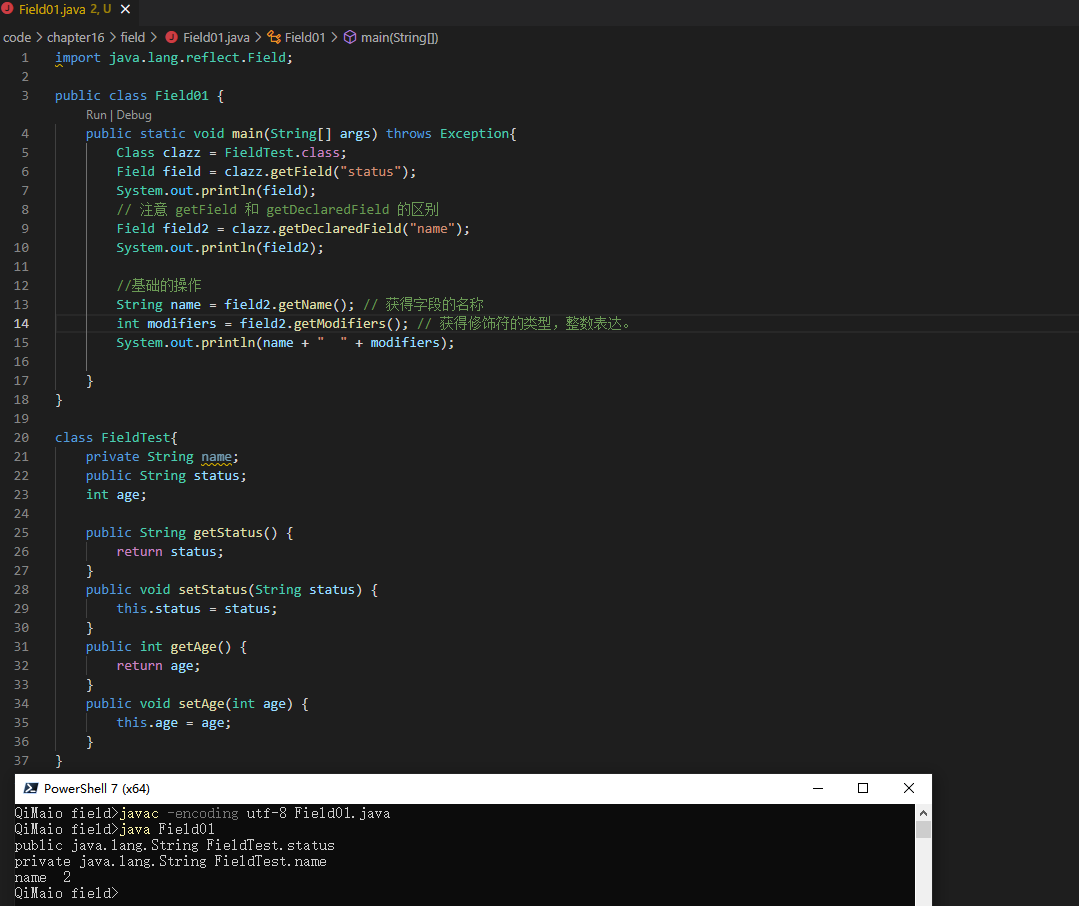 Field01.java 2, U
code > chapter16 > field > Field01.java > Field01 > main(String[])
1 import java.lang.reflect.Field;
2
3 public class Field01 {
Run | Debug
4 public static void main(String[] args) throws Exception{
5 Class clazz = FieldTest.class;
6 Field field = clazz.getField("status");
7 System.out.println(field);
8 // 注意 getField 和 getDeclaredField 的区别
9 Field field2 = clazz.getDeclaredField("name");
10 System.out.println(field2);
11
12 //基础的操作
13 String name = field2.getName(); // 获得字段的名称
14 int modifiers = field2.getModifiers(); // 获得修饰符的类型，整数表达。
15 System.out.println(name + "  " + modifiers);
16
17 }
18 }
19
20 class FieldTest{
21 private String name;
22 public String status;
23 int age;
24
25 public String getStatus() {
26 return status;
27 }
28 public void setStatus(String status) {
29 this.status = status;
30 }
31 public int getAge() {
32 return age;
33 }
34 public void setAge(int age) {
35 this.age = age;
36 }
37 }
PowerShell 7 (x64)
QiMaio field>javac -encoding utf-8 Field01.java
QiMaio field>java Field01
public java.lang.String FieldTest.status
private java.lang.String FieldTest.name
name  2
QiMaio field>